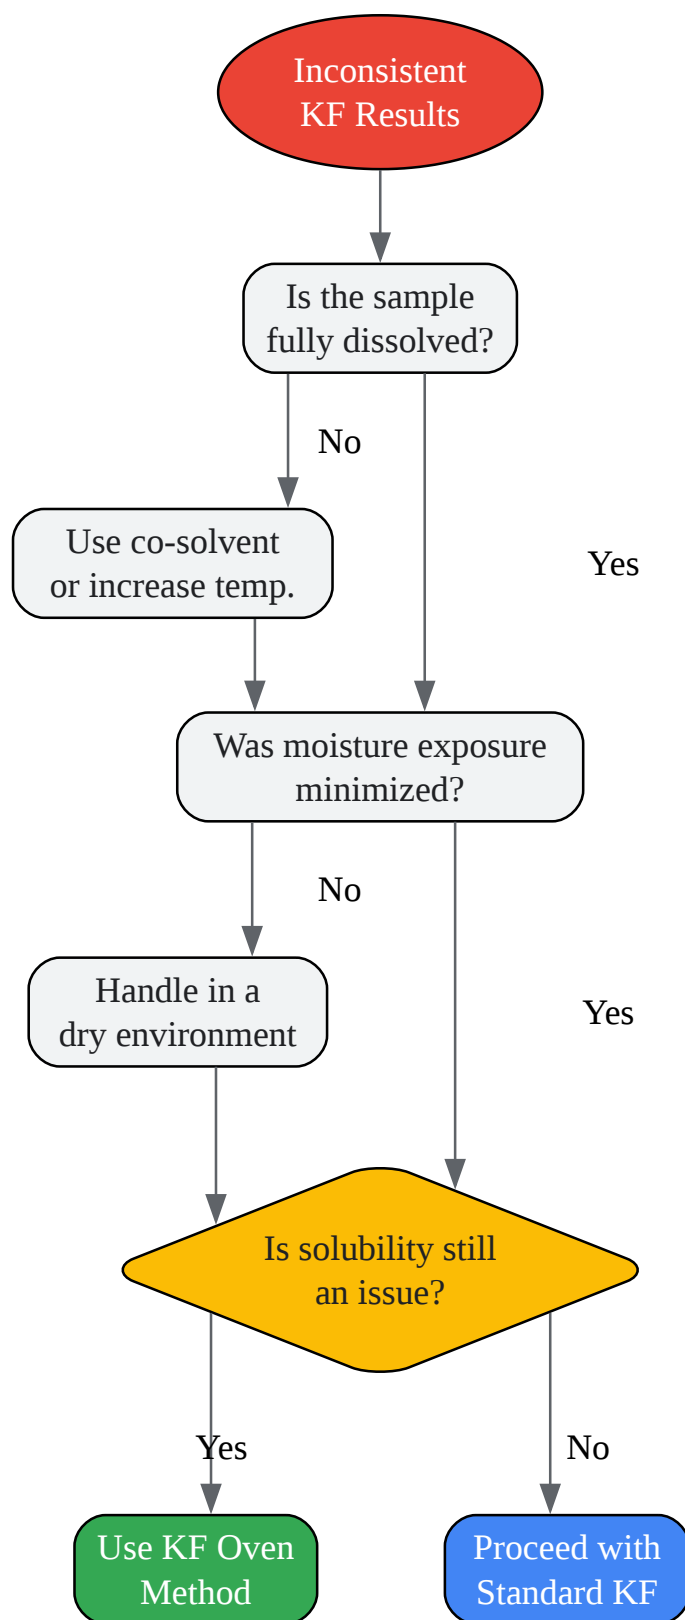 Inconsistent
KF Results
Is the sample
fully dissolved?
No
Use co-solvent
or increase temp.
Yes
Was moisture exposure
minimized?
No
Handle in a
dry environment
Yes
Is solubility still
an issue?
Yes
No
Use KF Oven
Method
Proceed with
Standard KF